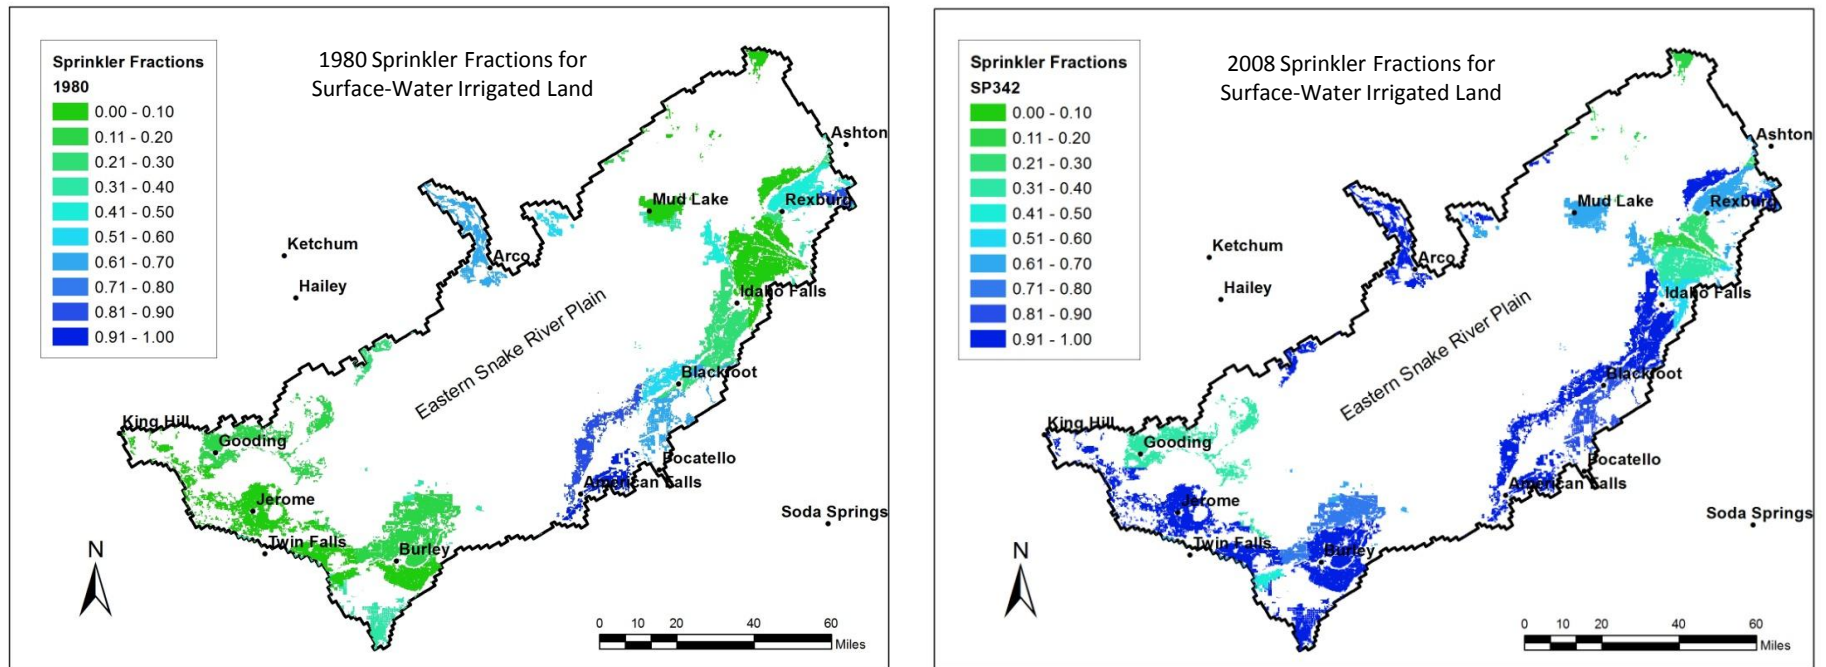 Sprinkler Fractions
1980
0.00 - 0.10
0.11 - 0.20
0.21 - 0.30
0.31 - 0.40
0.41 - 0.50
0.51 - 0.60
0.61 - 0.70
0.71 - 0.80
0.81 - 0.90
0.91 - 1.00
1980 Sprinkler Fractions for
Surface-Water Irrigated Land
Ashton
Mud Lake
Rexburg
Ketchum
Arco
Hailey
Idaho Falls
Eastern Snake River Plain
Blackfoot
King Hill
Gooding
Pocatello
American Falls
Jerome
Soda Springs
Twin Falls
Burley
N
0 10 20 40 60
Miles
Sprinkler Fractions
SP342
0.00 - 0.10
0.11 - 0.20
0.21 - 0.30
0.31 - 0.40
0.41 - 0.50
0.51 - 0.60
0.61 - 0.70
0.71 - 0.80
0.81 - 0.90
0.91 - 1.00
2008 Sprinkler Fractions for
Surface-Water Irrigated Land
Ashton
Mud Lake
Rexburg
Ketchum
Arco
Hailey
Idaho Falls
Eastern Snake River Plain
Blackfoot
King Hill
Gooding
Pocatello
American Falls
Jerome
Soda Springs
Twin Falls
Burley
N
0 10 20 40 60
Miles